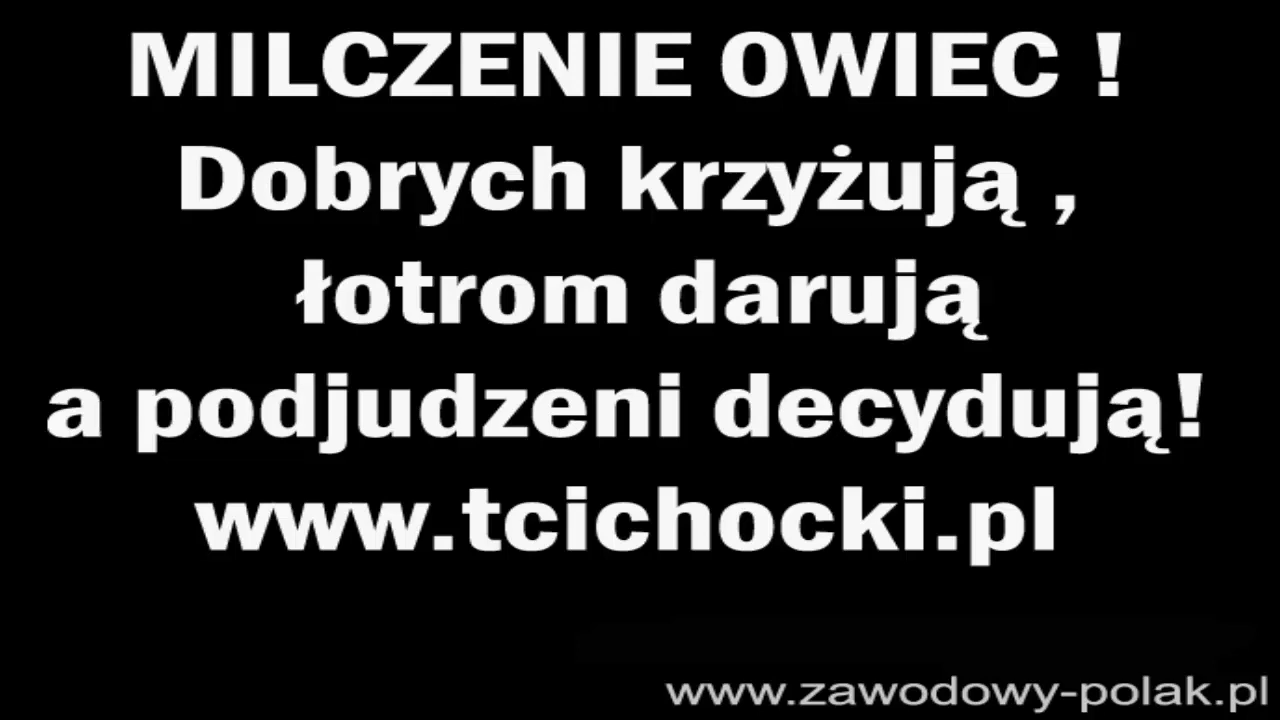 MILCZENIE OWIEC !
Dobrych krzyżują ,
łotrom darują
a podjudzeni decydują!
www.tcichocki.pl
www.zawodowy-polak.pl